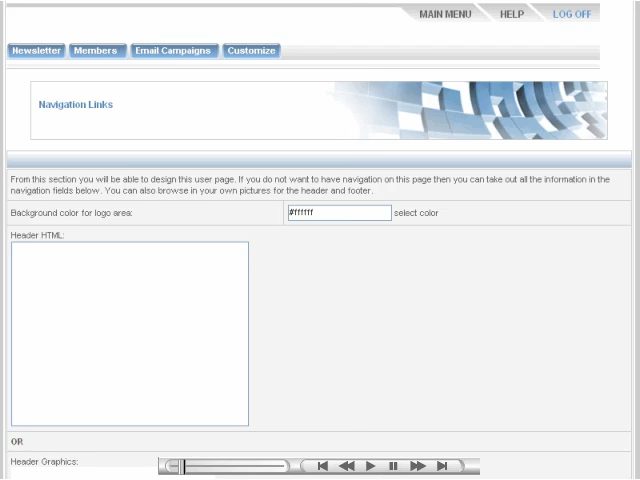 MAIN MENU HELP LOG OFF
Newsletter Members Email Campaigns Customize
Navigation Links
From this section you will be able to design this user page. If you do not want to have navigation on this page then you can take out all the information in the
navigation fields below. You can also browse in your own pictures for the header and footer.
Background color for logo area: #ffffff select color
Header HTML:
OR
Header Graphics: